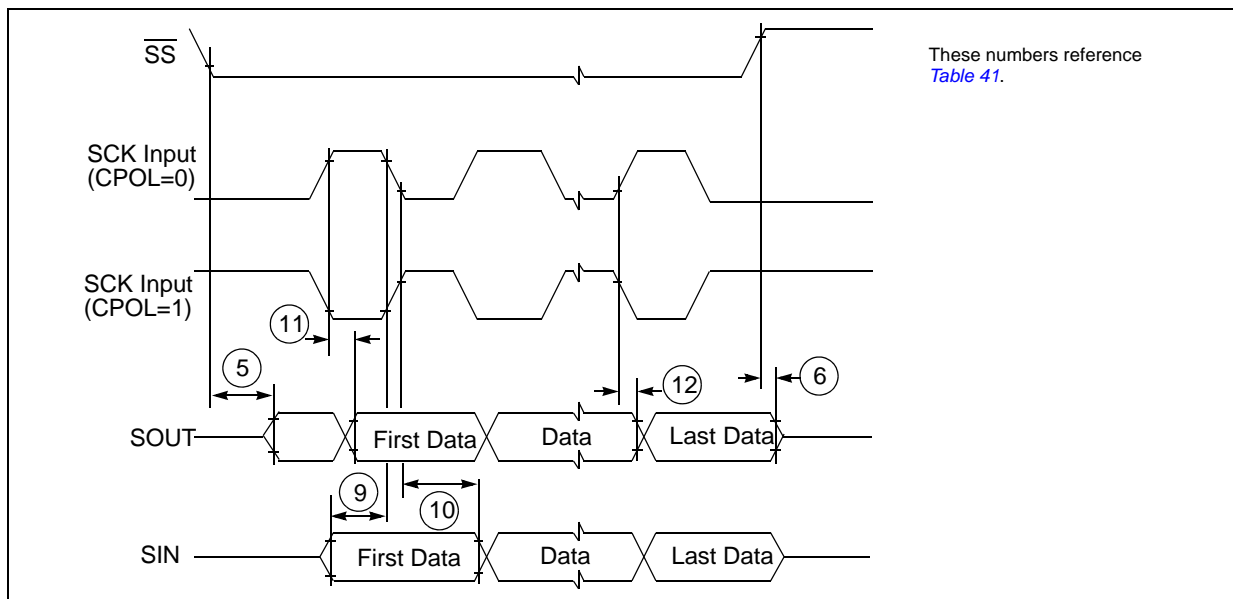 SS
These numbers reference
Table 41.
SCK Input
(CPOL=0)
SCK Input
(CPOL=1)
11
5
12
6
SOUT
First Data
Data
Last Data
9
10
SIN
First Data
Data
Last Data